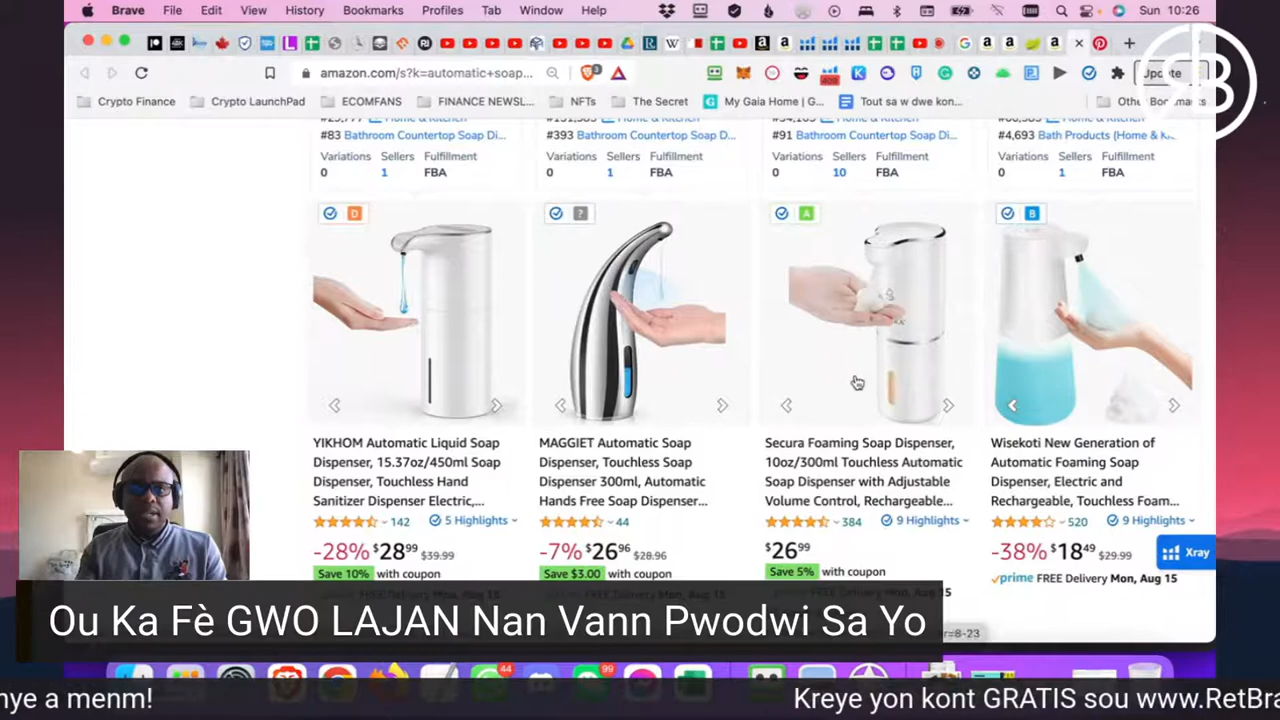 Brave File Edit View History Bookmarks Profiles Tab Window Help
Sun 10:26
amazon.com/s?k=automatic+soap...
Update
Crypto Finance Crypto LaunchPad ECOMFANS FINANCE NEWSL... NFTs The Secret My Gaia Home | G... Tout sa w dwe kon...
#83 Bathroom Countertop Soap Di... #393 Bathroom Countertop Soap D... #91 Bathroom Countertop Soap Di... #4,693 Bath Products (Home & K...
Variations Sellers Fulfillment Variations Sellers Fulfillment Variations Sellers Fulfillment Variations Sellers Fulfillment
0 1 FBA 0 1 FBA 0 10 FBA 0 1 FBA
D ? A B
YIKHOM Automatic Liquid Soap
Dispenser, 15.37oz/450ml Soap
Dispenser, Touchless Hand
Sanitizer Dispenser Electric,...
142 5 Highlights
-28% $28 99 $39.99
Save 10% with coupon
MAGGIET Automatic Soap
Dispenser, Touchless Soap
Dispenser 300ml, Automatic
Hands Free Soap Dispenser...
44
-7% $26 96 $28.96
Save $3.00 with coupon
Secura Foaming Soap Dispenser,
10oz/300ml Touchless Automatic
Soap Dispenser with Adjustable
Volume Control, Rechargeable...
384 9 Highlights
$26 99
Save 5% with coupon
Wisekoti New Generation of
Automatic Foaming Soap
Dispenser, Electric and
Rechargeable, Touchless Foam...
520 9 Highlights
-38% $18 49 $29.99
prime FREE Delivery Mon, Aug 15
Xray
Ou Ka Fè GWO LAJAN Nan Vann Pwodwi Sa Yo
r=8-23
44 99
nye a menm! Kreye yon kont GRATIS sou www.RetBra